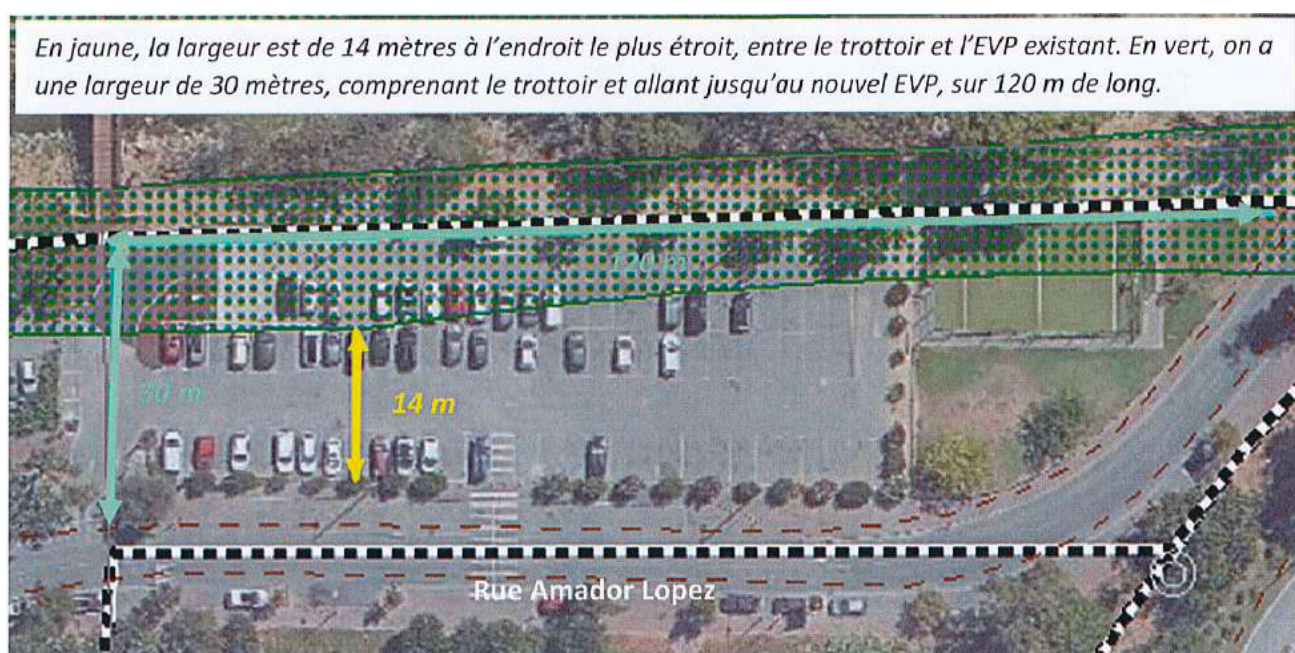 En jaune, la largeur est de 14 mètres à l'endroit le plus étroit, entre le trottoir et l'EVP existant. En vert, on a
une largeur de 30 mètres, comprenant le trottoir et allant jusqu'au nouvel EVP, sur 120 m de long.
120 m
30 m
14 m
Rue Amador Lopez